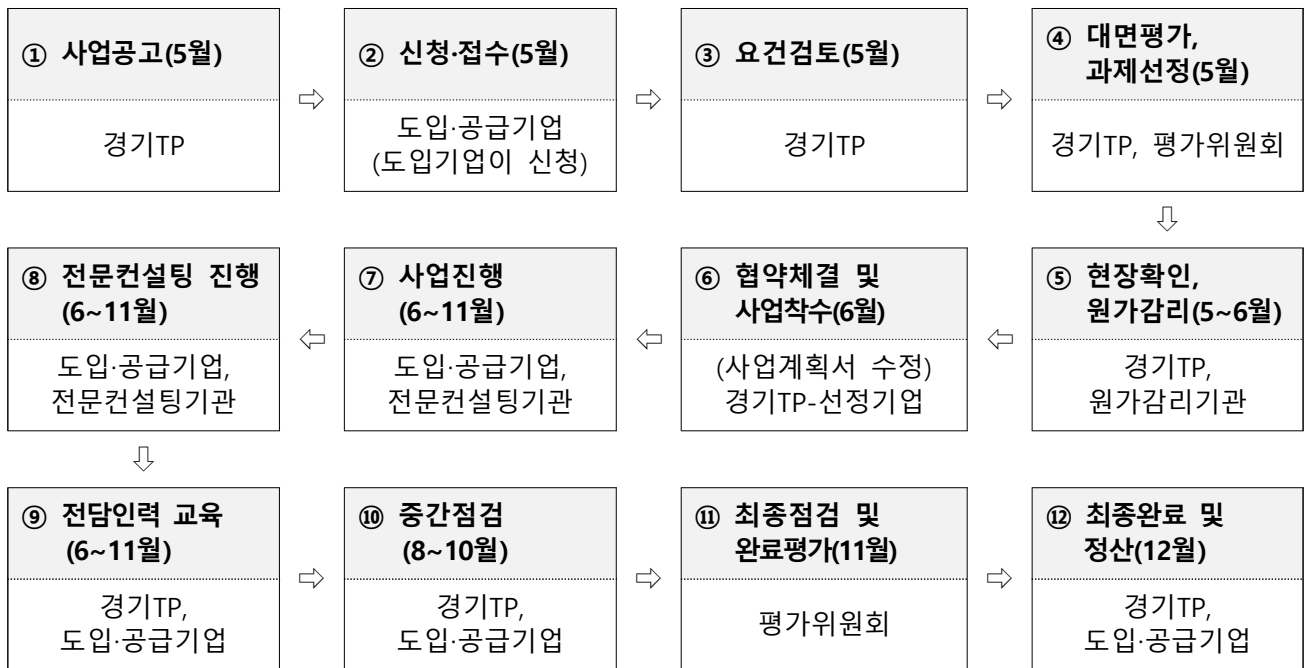 ① 사업공고(5월)
경기TP
② 신청·접수(5월)
도입·공급기업
(도입기업이 신청)
③ 요건검토(5월)
경기TP
④ 대면평가,
과제선정(5월)
경기TP, 평가위원회
⑤ 현장확인,
원가감리(5~6월)
경기TP,
원가감리기관
⑥ 협약체결 및
사업착수(6월)
(사업계획서 수정)
경기TP-선정기업
⑦ 사업진행
(6~11월)
도입·공급기업,
전문컨설팅기관
⑧ 전문컨설팅 진행
(6~11월)
도입·공급기업,
전문컨설팅기관
⑨ 전담인력 교육
(6~11월)
경기TP,
도입·공급기업
⑩ 중간점검
(8~10월)
경기TP,
도입·공급기업
⑪ 최종점검 및
완료평가(11월)
평가위원회
⑫ 최종완료 및
정산(12월)
경기TP,
도입·공급기업